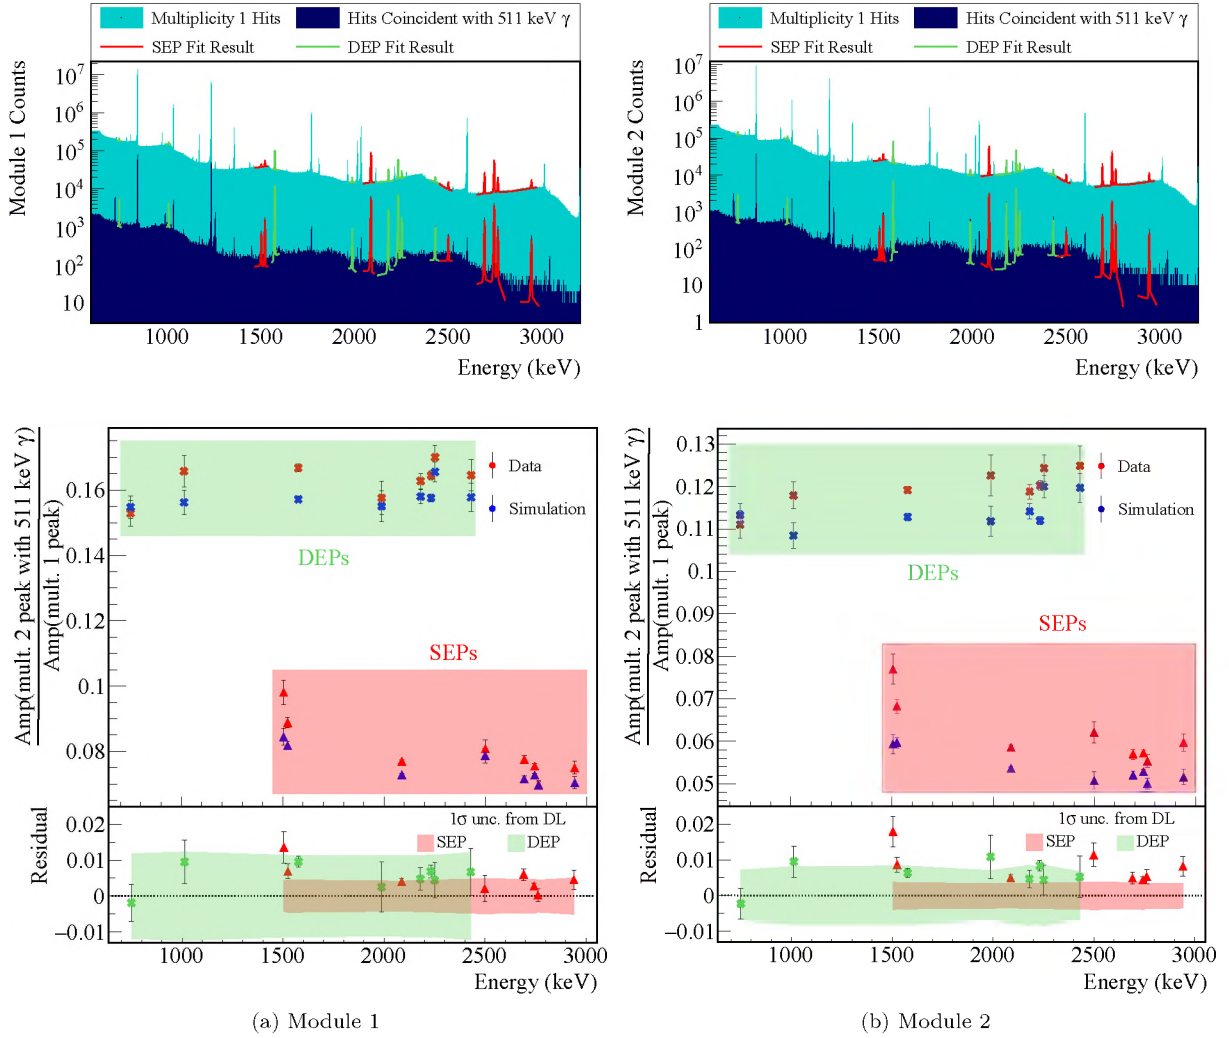 Multiplicity 1 Hits Hits Coincident with 511 keV γ
SEP Fit Result DEP Fit Result
Module 1 Counts
10⁷
10⁶
10⁵
10⁴
10³
10²
10
1000 1500 2000 2500 3000
Energy (keV)
Multiplicity 1 Hits Hits Coincident with 511 keV γ
SEP Fit Result DEP Fit Result
Module 2 Counts
10⁷
10⁶
10⁵
10⁴
10³
10²
10
1
1000 1500 2000 2500 3000
Energy (keV)
Amp(mult. 2 peak with 511 keV γ)
Amp(mult. 1 peak)
0.16
0.14
0.12
0.1
0.08
Data
Simulation
DEPs
SEPs
Residual
0.02
0.01
0
−0.01
1σ unc. from DL
SEP DEP
1000 1500 2000 2500 3000
Energy (keV)
(a) Module 1
Amp(mult. 2 peak with 511 keV γ)
Amp(mult. 1 peak)
0.13
0.12
0.11
0.1
0.09
0.08
0.07
0.06
0.05
Data
Simulation
DEPs
SEPs
Residual
0.02
0.01
0
−0.01
1σ unc. from DL
SEP DEP
1000 1500 2000 2500 3000
Energy (keV)
(b) Module 2